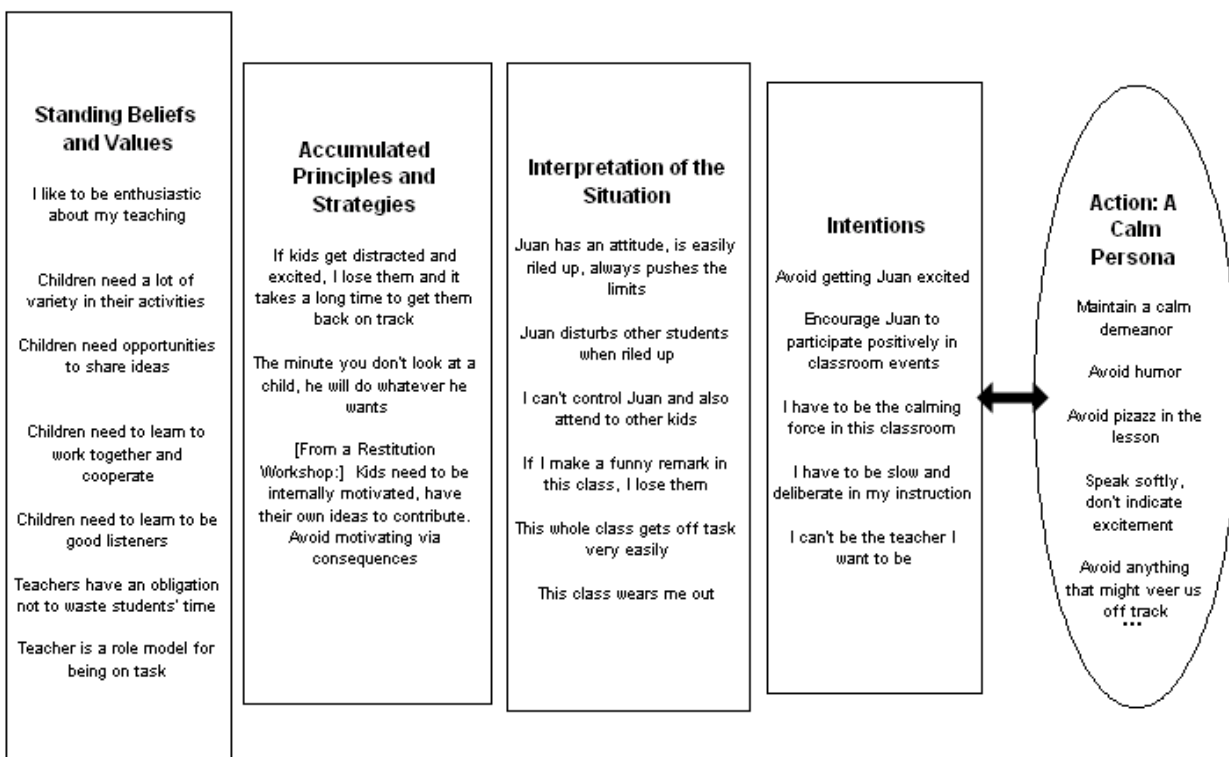 Standing Beliefs
and Values
I like to be enthusiastic
about my teaching
Children need a lot of
variety in their activities
Children need opportunities
to share ideas
Children need to learn to
work together and
cooperate
Children need to learn to be
good listeners
Teachers have an obligation
not to waste students' time
Teacher is a role model for
being on task
Accumulated
Principles and
Strategies
If kids get distracted and
excited, I lose them and it
takes a long time to get them
back on track
The minute you don't look at a
child, he will do whatever he
wants
[From a Restitution
Workshop:] Kids need to be
internally motivated, have
their own ideas to contribute.
Avoid motivating via
consequences
Interpretation of the
Situation
Juan has an attitude, is easily
riled up, always pushes the
limits
Juan disturbs other students
when riled up
I can't control Juan and also
attend to other kids
If I make a funny remark in
this class, I lose them
This whole class gets off task
very easily
This class wears me out
Intentions
Avoid getting Juan excited
Encourage Juan to
participate positively in
classroom events
I have to be the calming
force in this classroom
I have to be slow and
deliberate in my instruction
I can't be the teacher I
want to be
Action: A
Calm
Persona
Maintain a calm
demeanor
Avoid humor
Avoid pizazz in the
lesson
Speak softly,
don't indicate
excitement
Avoid anything
that might veer us
off track
...